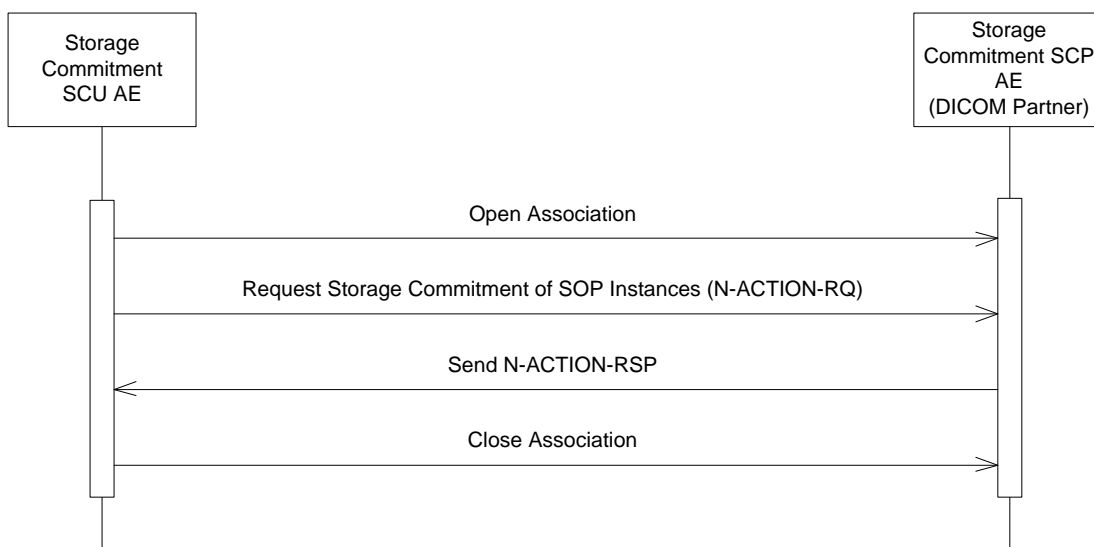 Storage
Commitment
SCU AE
Storage
Commitment SCP
AE
(DICOM Partner)
Open Association
Request Storage Commitment of SOP Instances (N-ACTION-RQ)
Send N-ACTION-RSP
Close Association